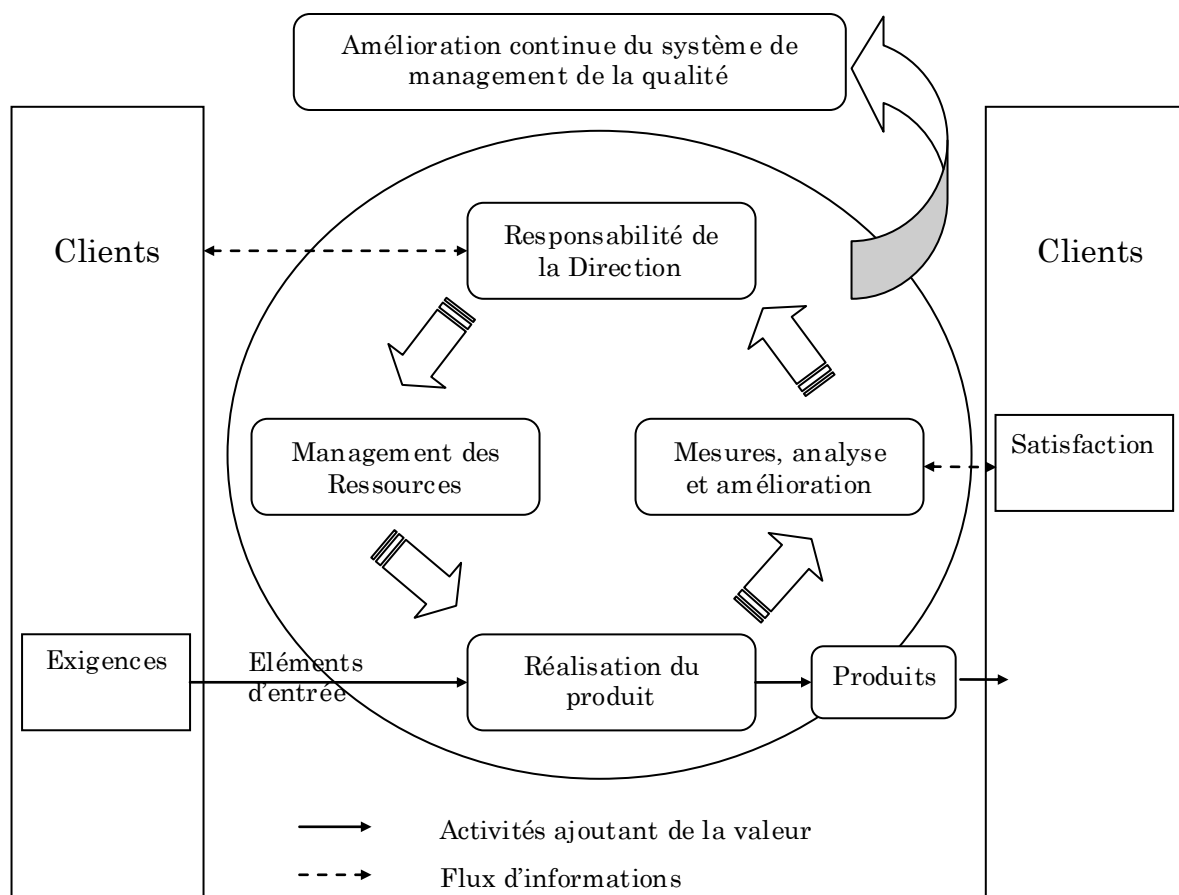 Amélioration continue du système de
management de la qualité
Clients
Responsabilité de
la Direction
Clients
Management des
Ressources
Mesures, analyse
et amélioration
Satisfaction
Exigences
Eléments
d'entrée
Réalisation du
produit
Produits
Activités ajoutant de la valeur
Flux d'informations